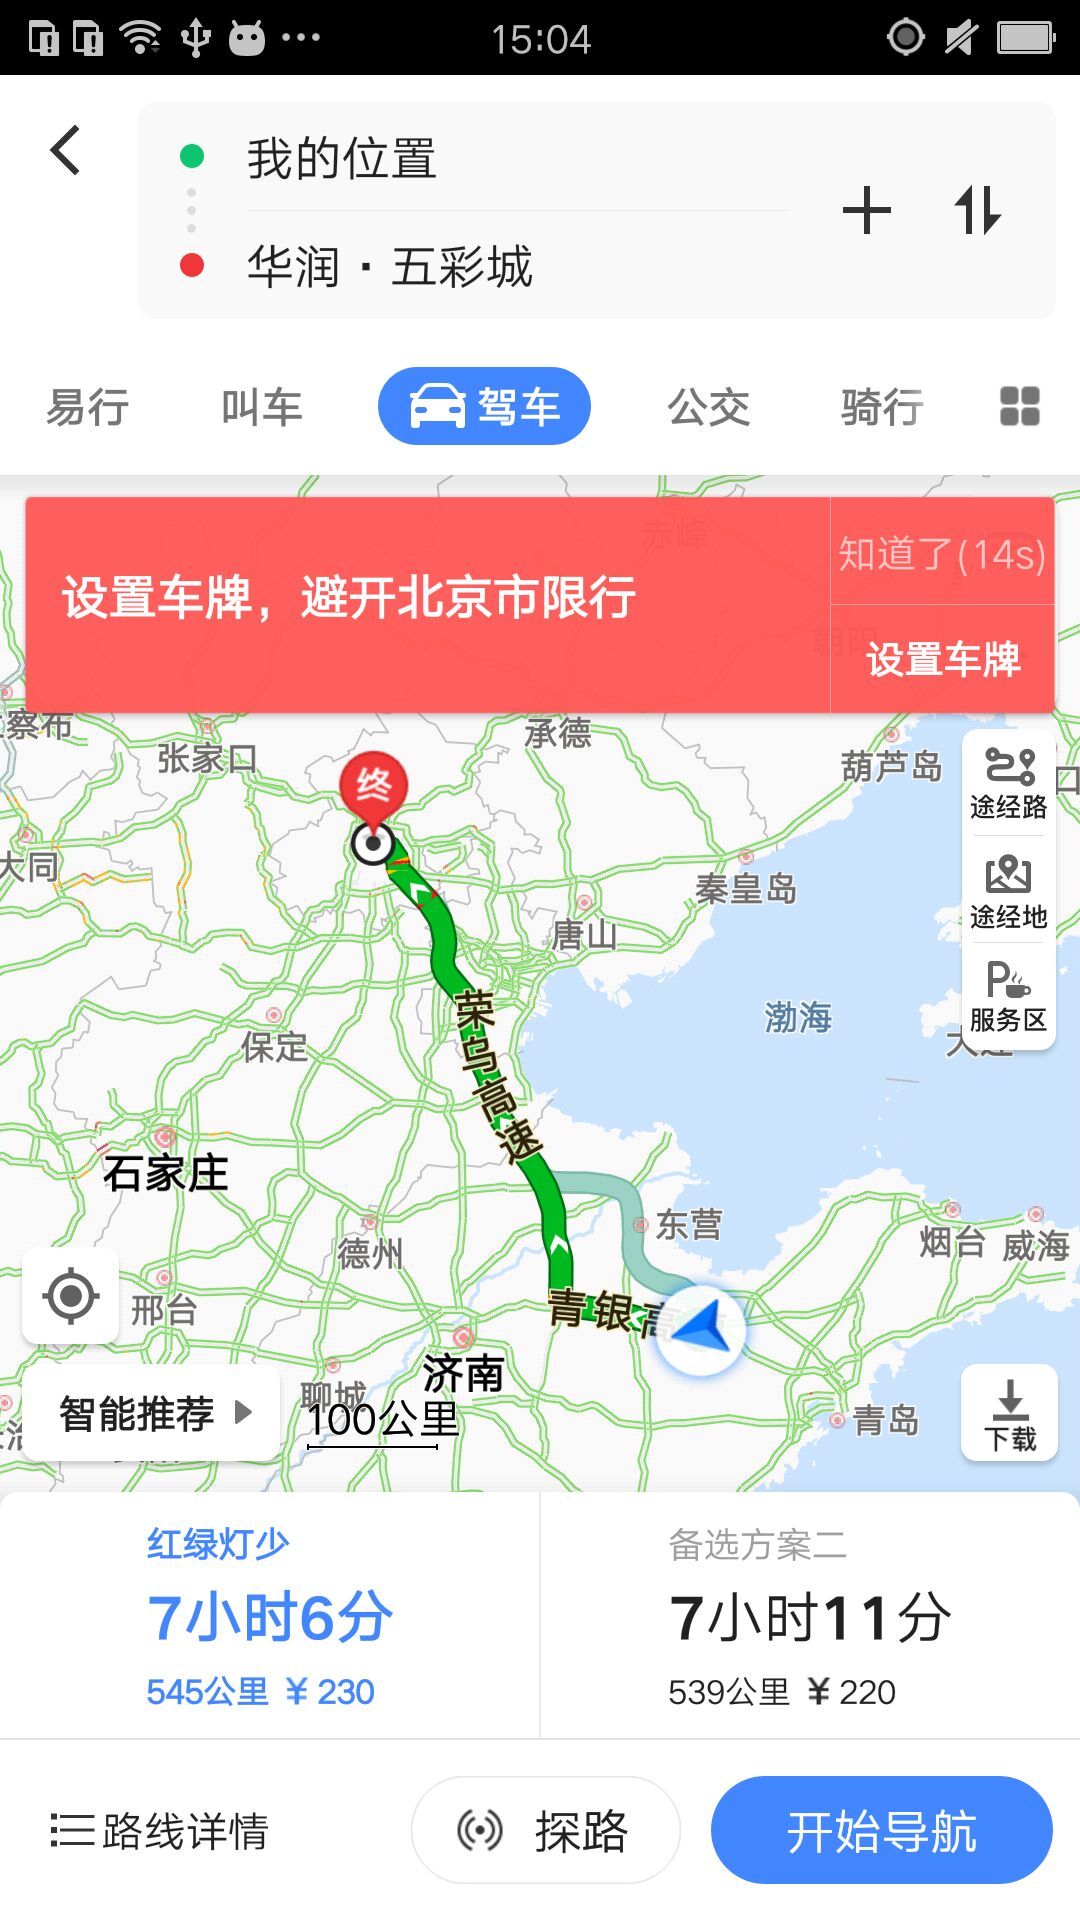 15:04
我的位置
华润·五彩城
易行
叫车
驾车
公交
骑行
赤峰
设置车牌，避开北京市限行
知道了(14s)
朝阳
设置车牌
察布
张家口
承德
葫芦岛
口
终
途经路
大同
秦皇岛
途经地
唐山
渤海
服务区
荣乌高速
保定
大连
石家庄
东营
德州
烟台
威海
邢台
青银高
济南
聊城
智能推荐
100公里
青岛
下载
红绿灯少
7小时6分
545公里 ¥ 230
备选方案二
7小时11分
539公里 ¥ 220
路线详情
探路
开始导航